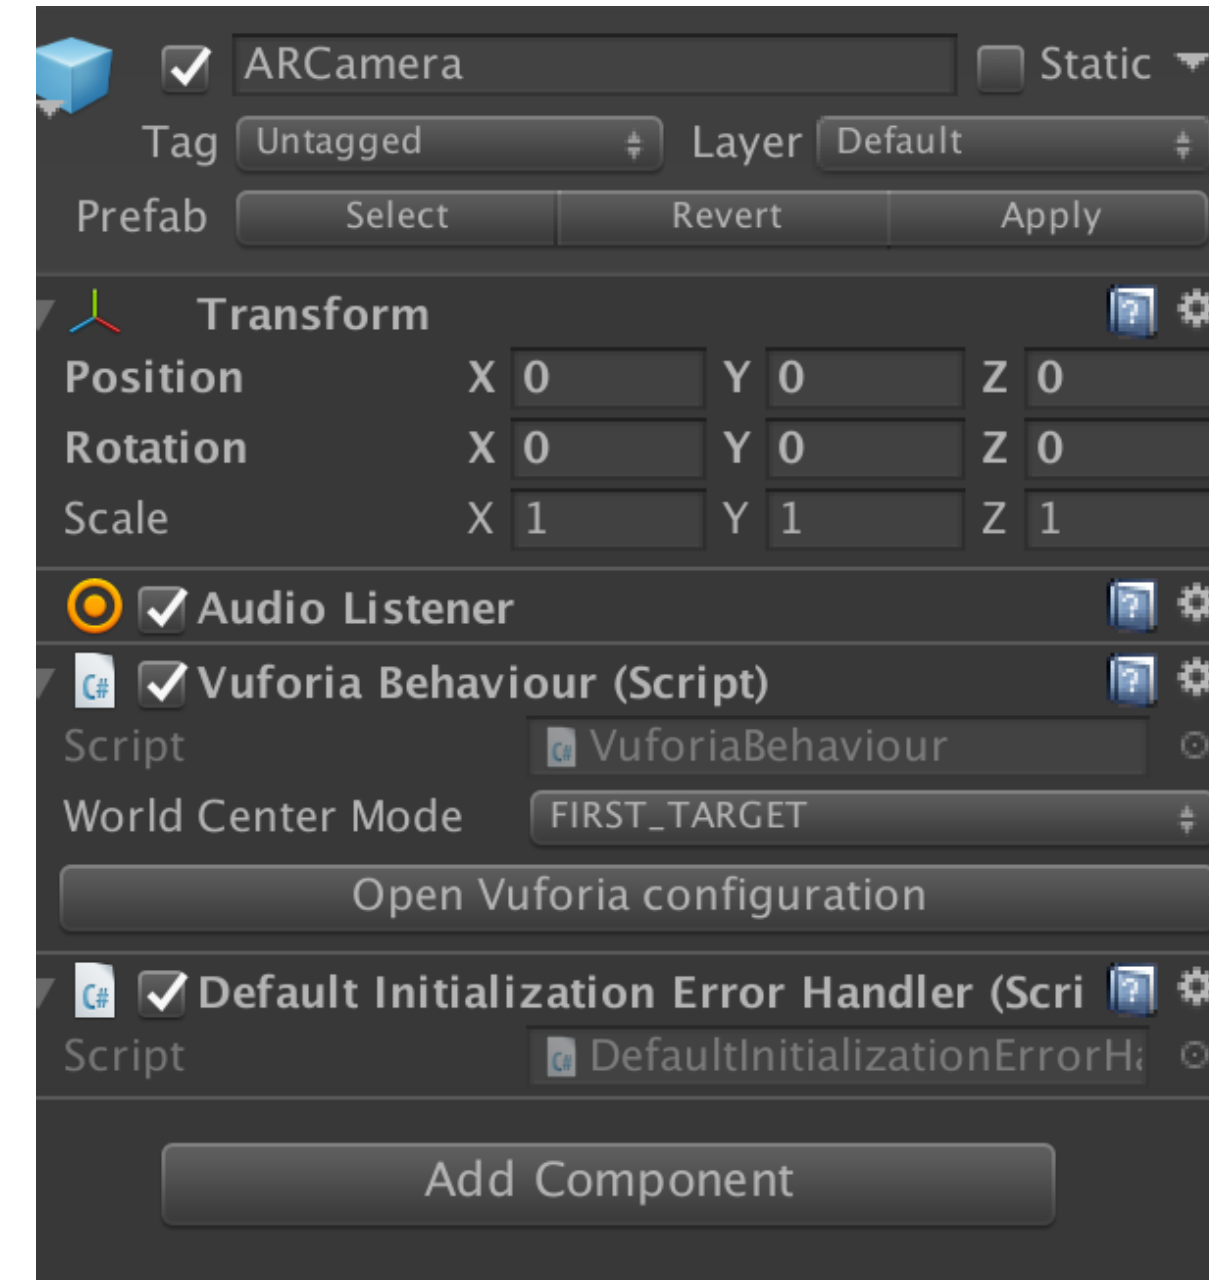 ARCamera Static
Tag Untagged Layer Default
Prefab Select Revert Apply
Transform
Position X 0 Y 0 Z 0
Rotation X 0 Y 0 Z 0
Scale X 1 Y 1 Z 1
Audio Listener
C# Vuforia Behaviour (Script)
Script C# VuforiaBehaviour
World Center Mode FIRST_TARGET
Open Vuforia configuration
C# Default Initialization Error Handler (Scri
Script C# DefaultInitializationErrorHa
Add Component